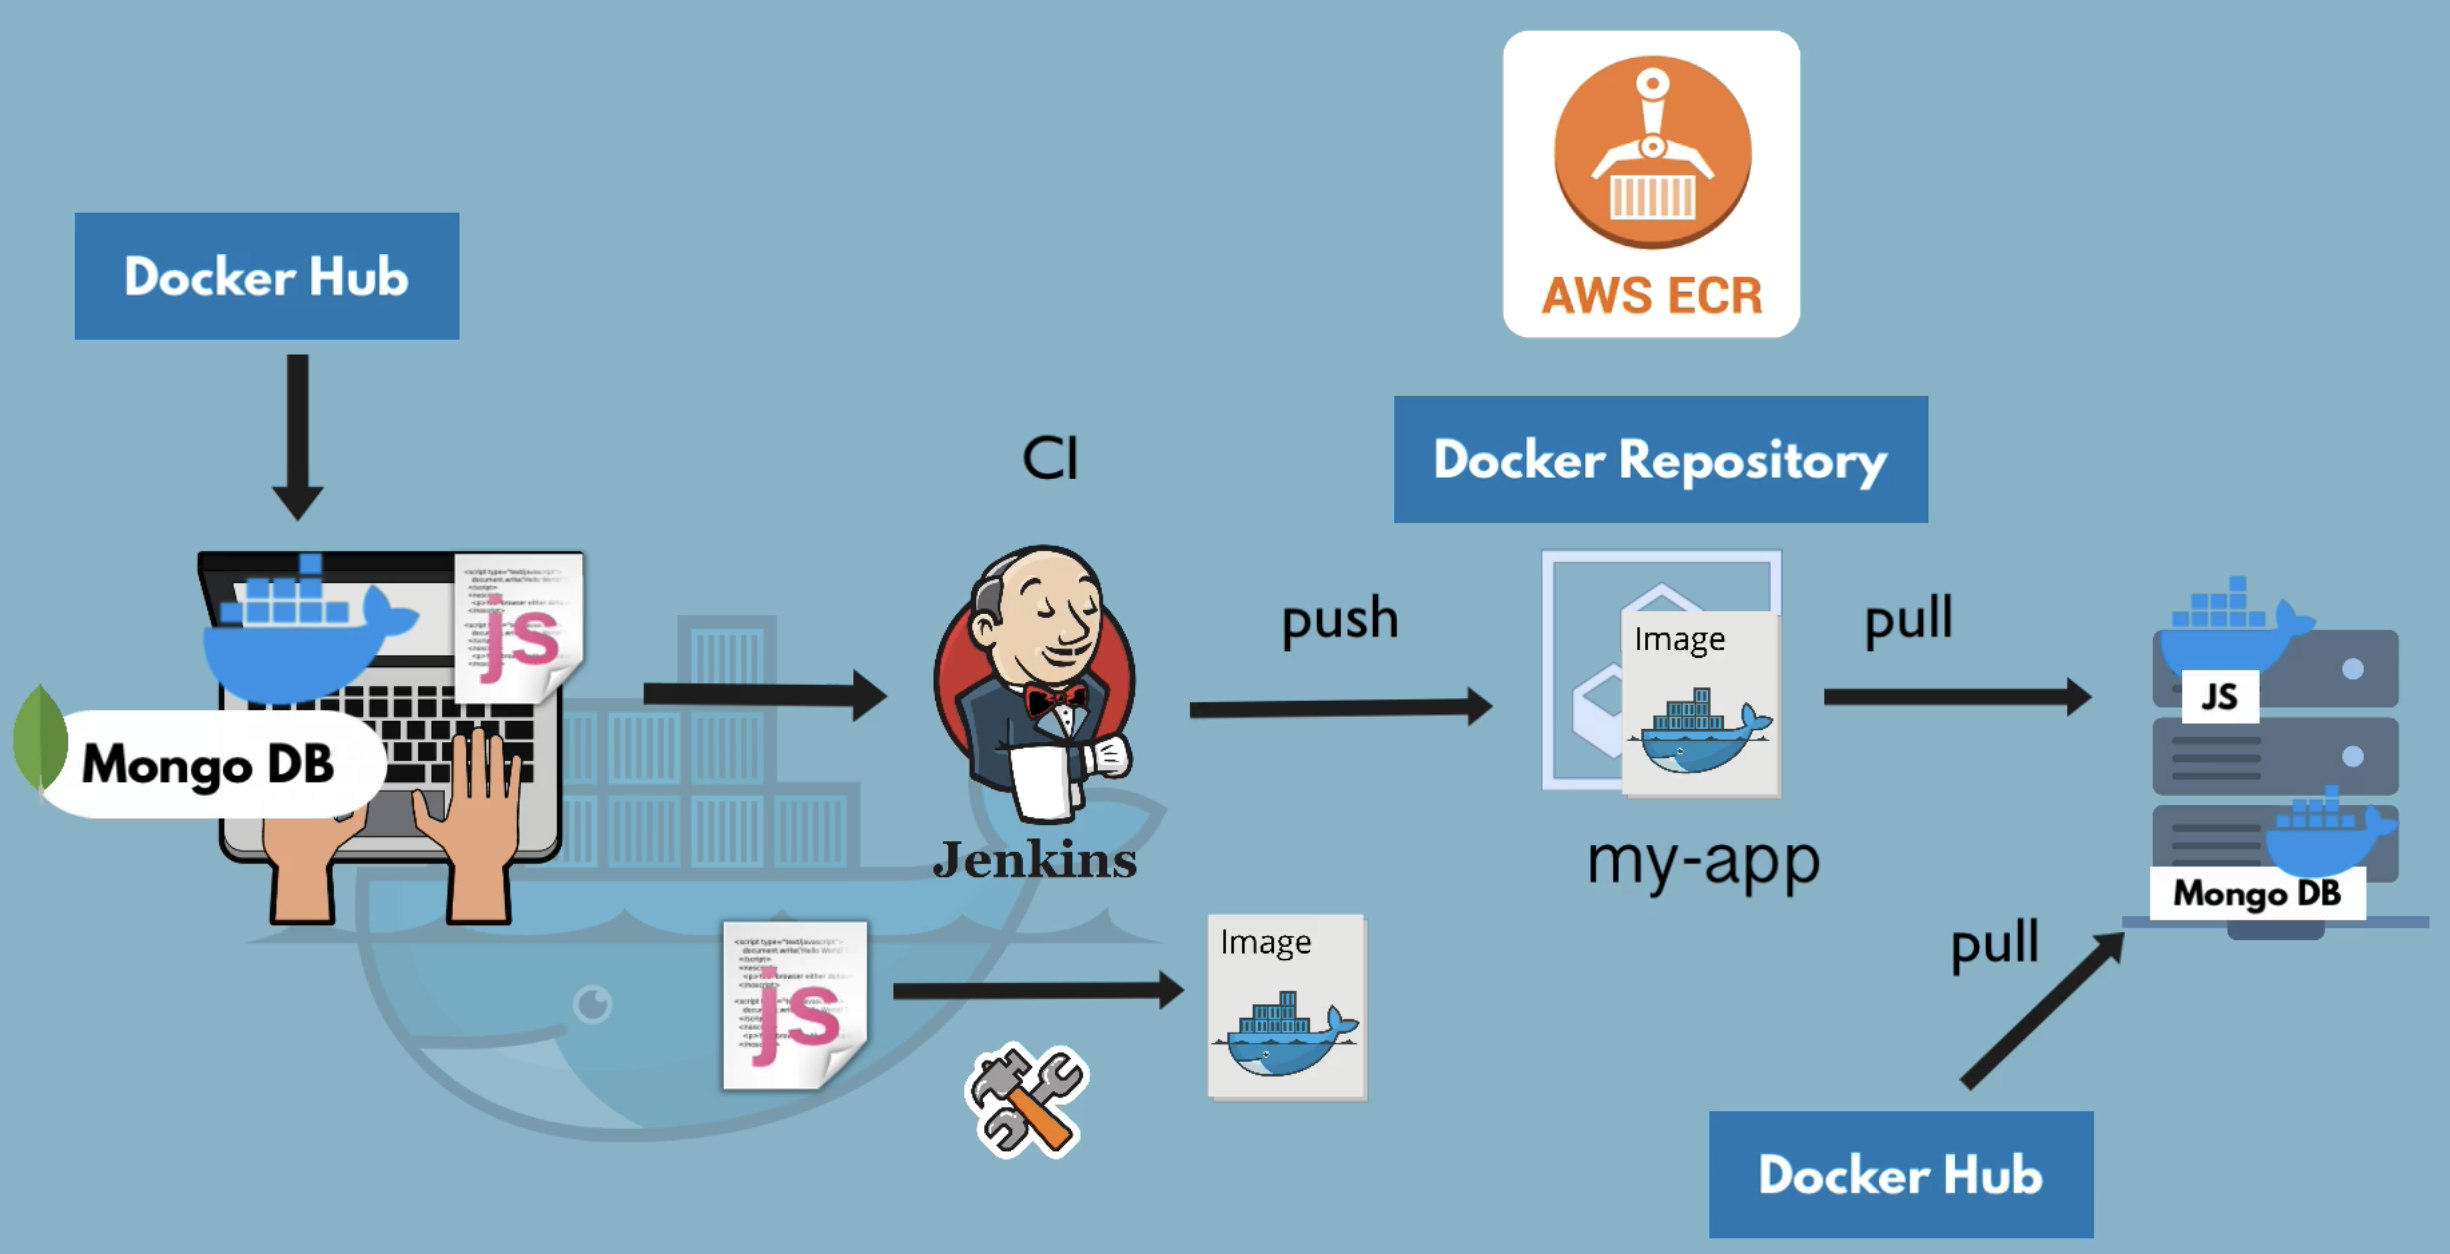 AWS ECR
Docker Hub
CI
Docker Repository
js
push
Image
pull
JS
Mongo DB
my-app
Jenkins
Mongo DB
pull
js
Image
Docker Hub